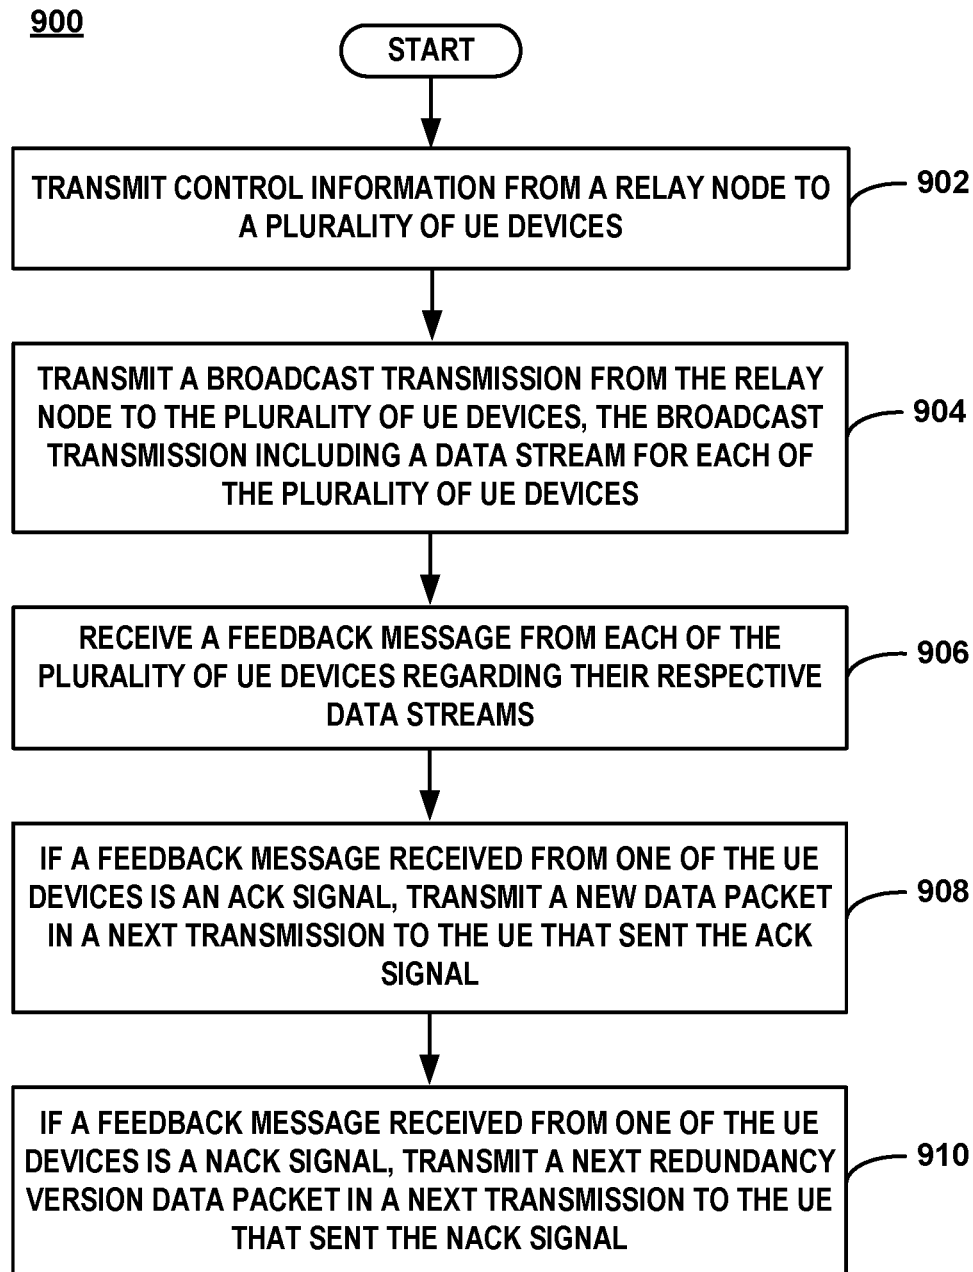 900
START
TRANSMIT CONTROL INFORMATION FROM A RELAY NODE TO
A PLURALITY OF UE DEVICES
902
TRANSMIT A BROADCAST TRANSMISSION FROM THE RELAY
NODE TO THE PLURALITY OF UE DEVICES, THE BROADCAST
TRANSMISSION INCLUDING A DATA STREAM FOR EACH OF
THE PLURALITY OF UE DEVICES
904
RECEIVE A FEEDBACK MESSAGE FROM EACH OF THE
PLURALITY OF UE DEVICES REGARDING THEIR RESPECTIVE
DATA STREAMS
906
IF A FEEDBACK MESSAGE RECEIVED FROM ONE OF THE UE
DEVICES IS AN ACK SIGNAL, TRANSMIT A NEW DATA PACKET
IN A NEXT TRANSMISSION TO THE UE THAT SENT THE ACK
SIGNAL
908
IF A FEEDBACK MESSAGE RECEIVED FROM ONE OF THE UE
DEVICES IS A NACK SIGNAL, TRANSMIT A NEXT REDUNDANCY
VERSION DATA PACKET IN A NEXT TRANSMISSION TO THE UE
THAT SENT THE NACK SIGNAL
910